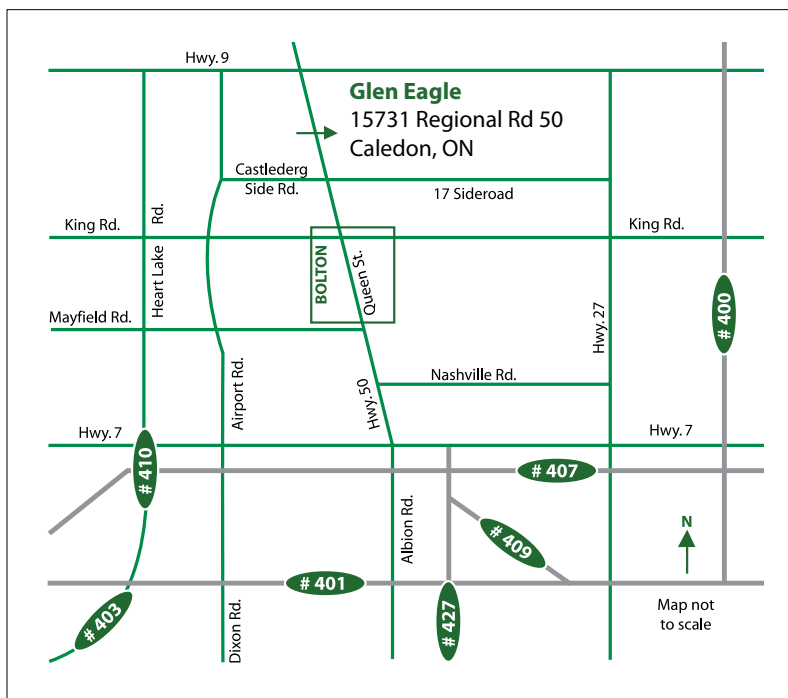 Hwy. 9
Glen Eagle
15731 Regional Rd 50
Caledon, ON
Castlederg
Side Rd.
17 Sideroad
King Rd.
Heart Lake Rd.
BOLTON
Queen St.
King Rd.
Mayfield Rd.
Hwy. 27
# 400
Airport Rd.
Hwy. 50
Nashville Rd.
Hwy. 7
Hwy. 7
# 410
# 407
Albion Rd.
# 409
N
# 401
# 403
Dixon Rd.
# 427
Map not
to scale